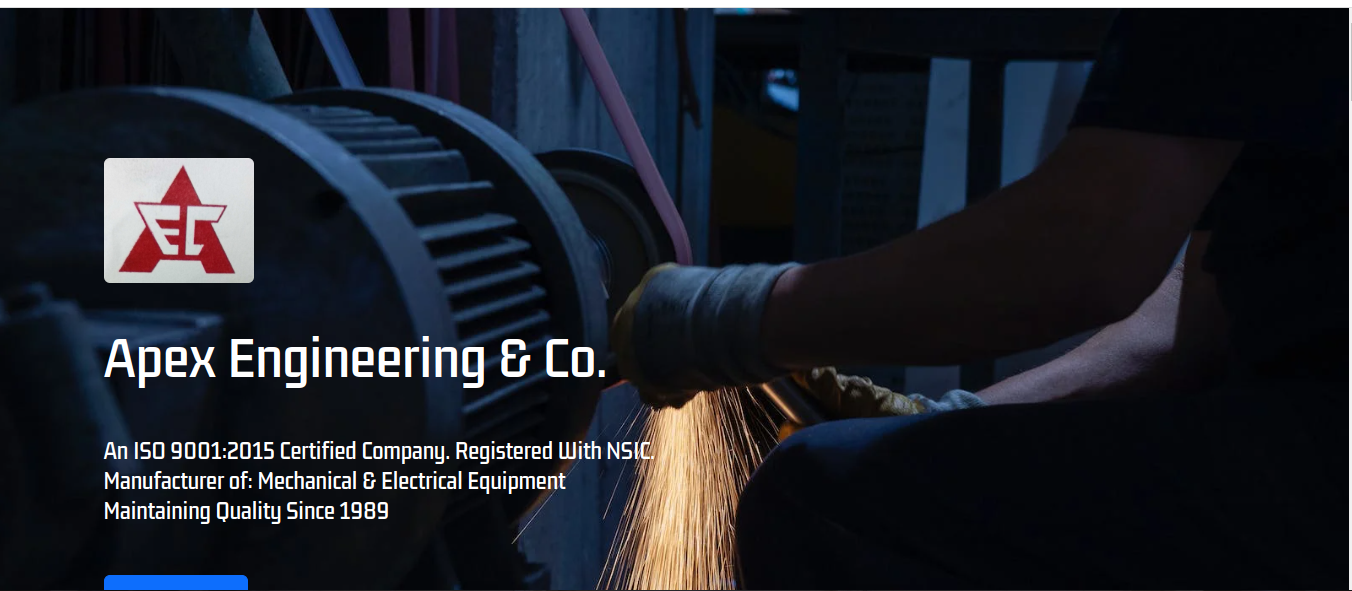 EG
Apex Engineering & Co.
An ISO 9001:2015 Certified Company. Registered With NSIC.
Manufacturer of: Mechanical & Electrical Equipment
Maintaining Quality Since 1989